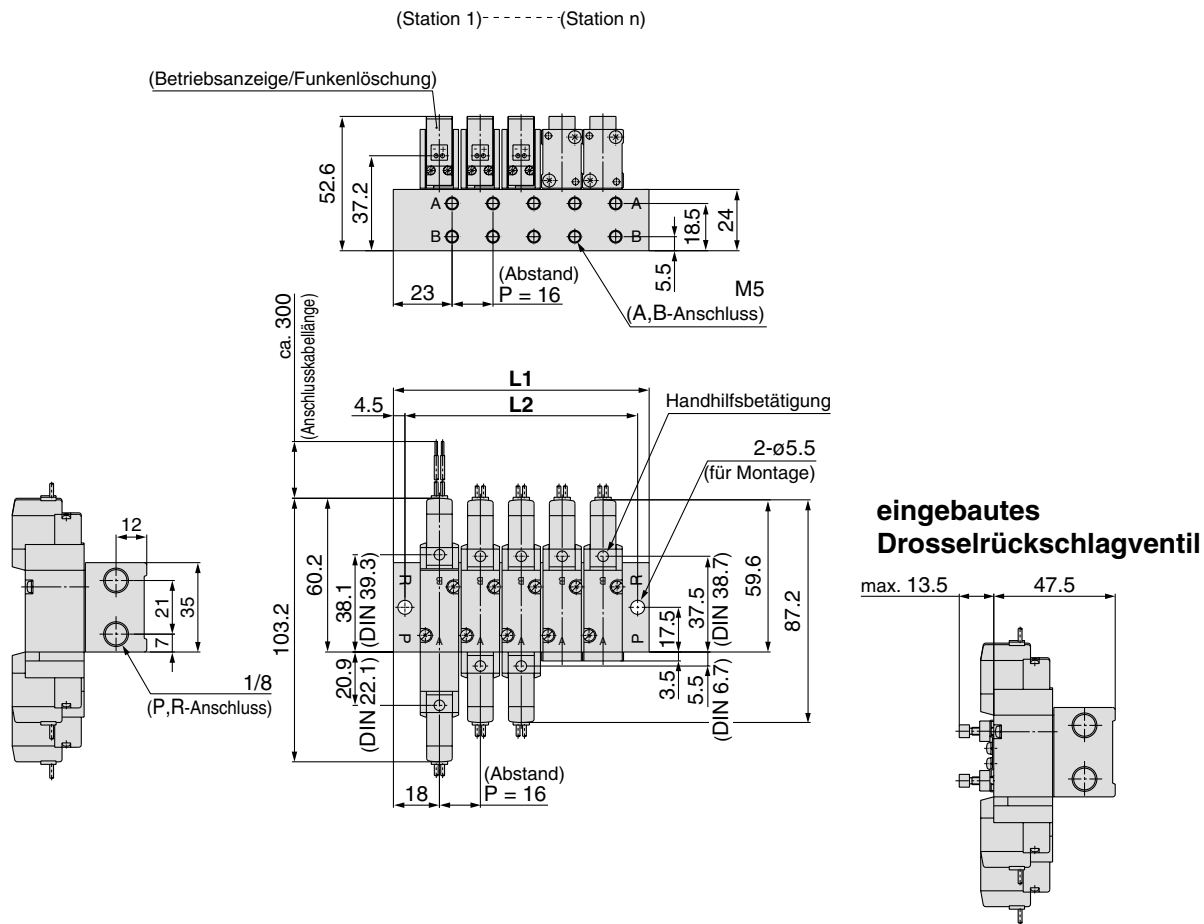 (Station 1) (Station n)
(Betriebsanzeige/Funkenlöschung)
52.6
37.2
A
A
B
B
18.5
24
5.5
23
(Abstand)
P = 16
M5
(A,B-Anschluss)
ca. 300
(Anschlusskabellänge)
L1
4.5
L2
Handhilfsbetätigung
2-ø5.5
(für Montage)
103.2
60.2
38.1
(DIN 39.3)
20.9
(DIN 22.1)
R
P
B
B
B
B
B
A
A
A
A
A
R
P
17.5
37.5
(DIN 38.7)
59.6
87.2
3.5
5.5
(DIN 6.7)
18
(Abstand)
P = 16
12
21
35
7
1/8
(P,R-Anschluss)
eingebautes
Drosselrückschlagventil
max. 13.5
47.5